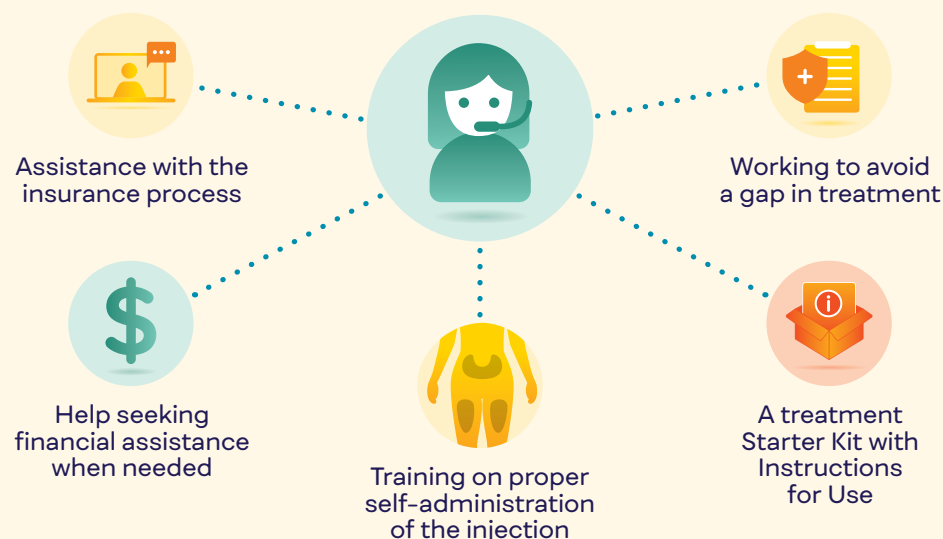 Assistance with the
insurance process
Working to avoid
a gap in treatment
Help seeking
financial assistance
when needed
Training on proper
self-administration
of the injection
A treatment
Starter Kit with
Instructions
for Use